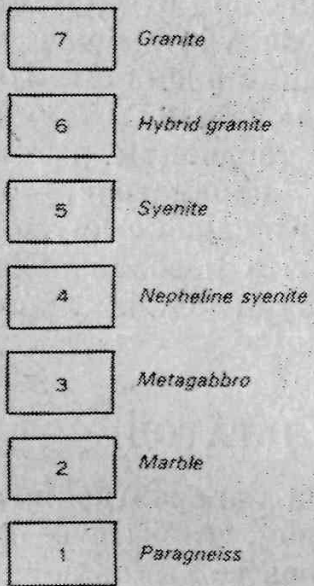 7 Granite
6 Hybrid granite
5 Syenite
4 Nepheline syenite
3 Metagabbro
2 Marble
1 Paragneiss